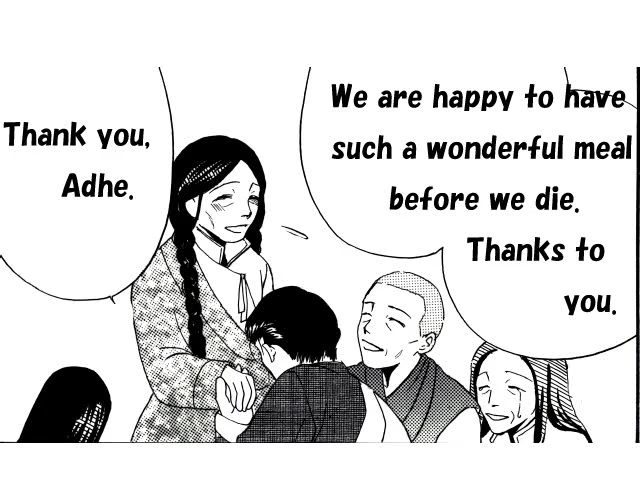 Thank you,
Adhe.
We are happy to have
such a wonderful meal
before we die.
Thanks to
you.